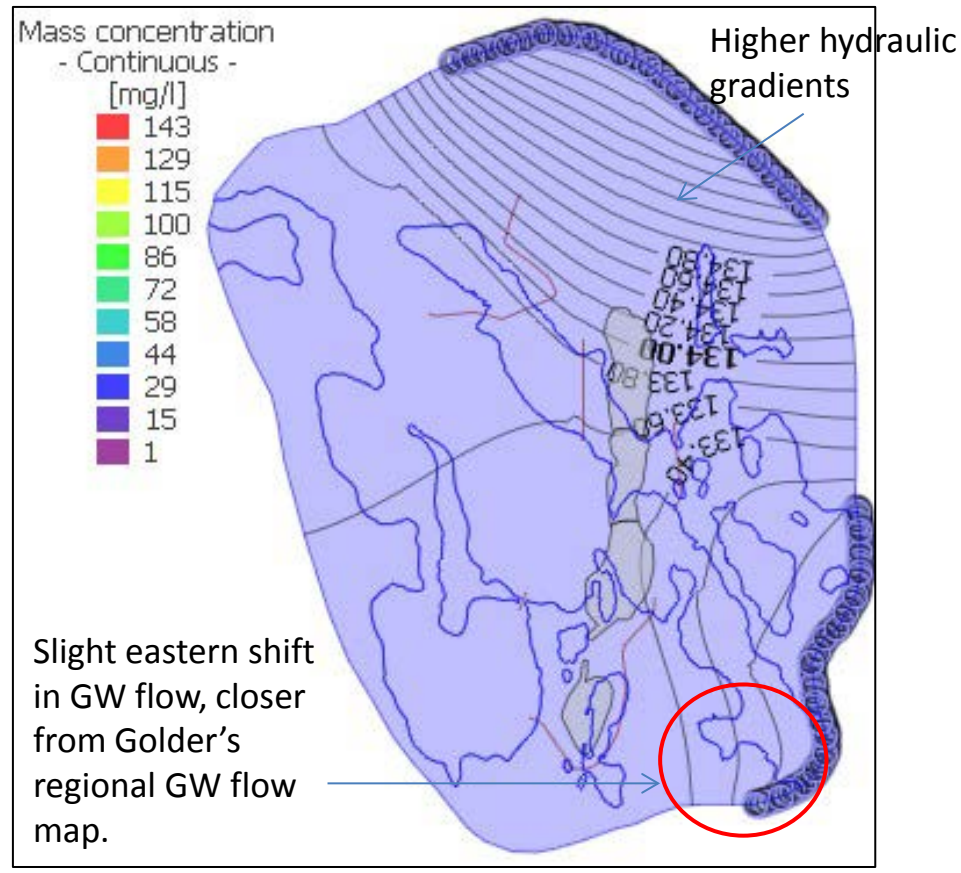 Mass concentration
- Continuous -
[mg/l]
143
129
115
100
86
72
58
44
29
15
1
Higher hydraulic
gradients
134.80
134.60
134.40
134.20
134.00
133.80
133.60
133.40
Slight eastern shift
in GW flow, closer
from Golder's
regional GW flow
map.